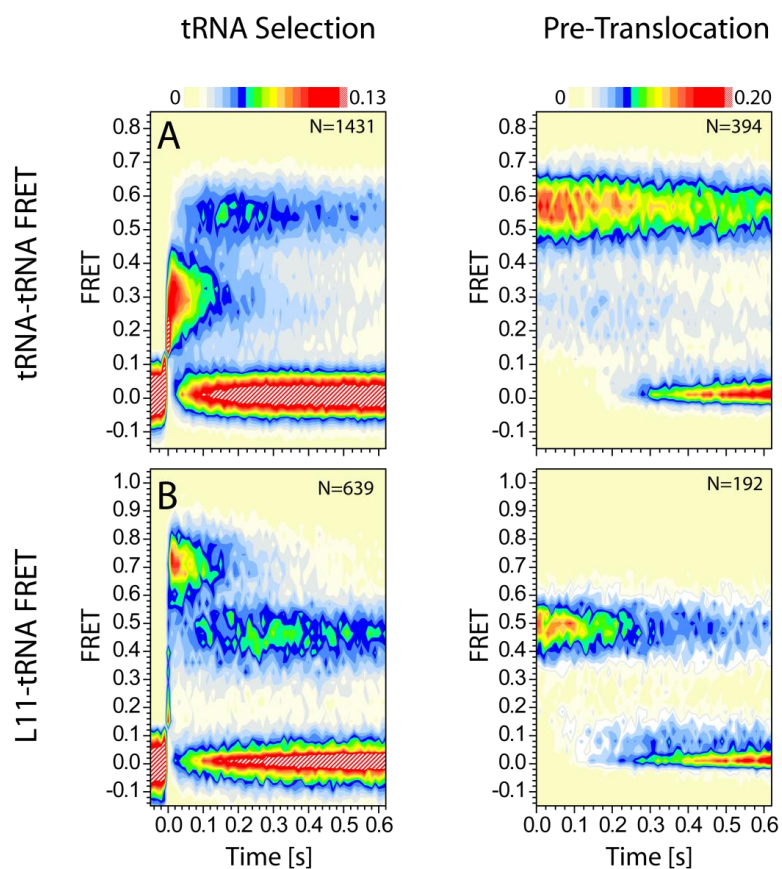 tRNA Selection
Pre-Translocation
0 0.13
0 0.20
tRNA-tRNA FRET
FRET
0.8
0.7
0.6
0.5
0.4
0.3
0.2
0.1
0.0
-0.1
A
N=1431
FRET
0.8
0.7
0.6
0.5
0.4
0.3
0.2
0.1
0.0
-0.1
N=394
L11-tRNA FRET
FRET
1.0
0.9
0.8
0.7
0.6
0.5
0.4
0.3
0.2
0.1
0.0
-0.1
B
N=639
0.0 0.1 0.2 0.3 0.4 0.5 0.6
Time [s]
FRET
1.0
0.9
0.8
0.7
0.6
0.5
0.4
0.3
0.2
0.1
0.0
-0.1
N=192
0.0 0.1 0.2 0.3 0.4 0.5 0.6
Time [s]